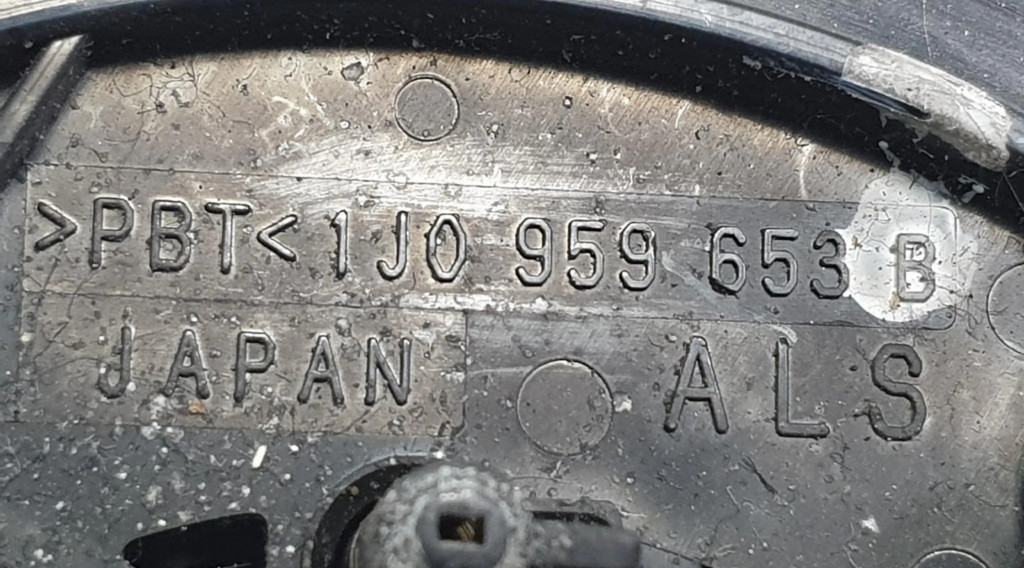 >PBT< 1J0 959 653 B
JAPAN ALS